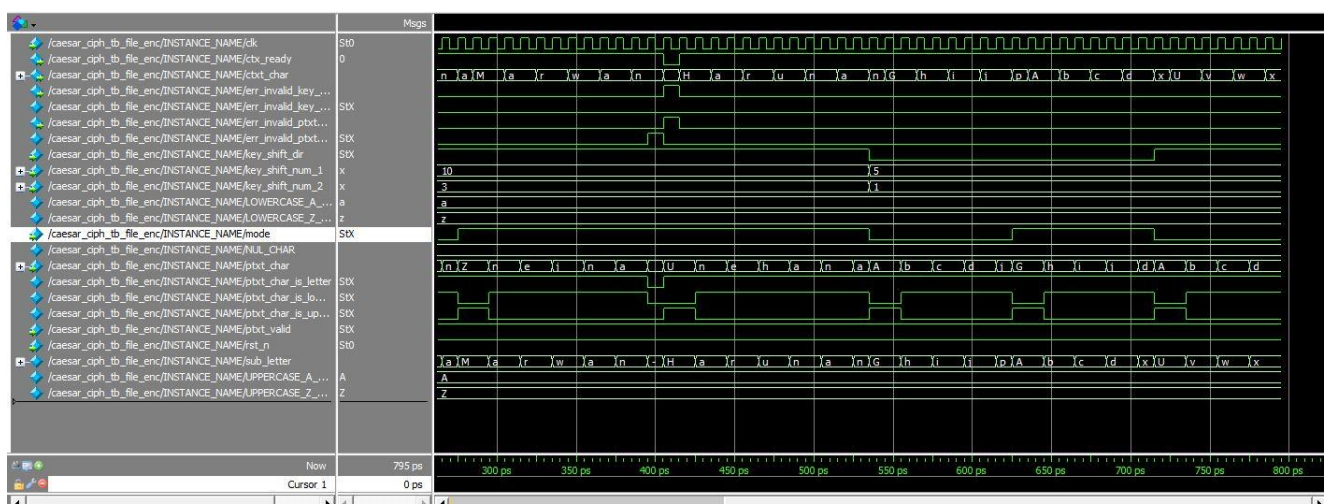 Msgs
/caesar_ciph_tb_file_enc/INSTANCE_NAME/clk St0
/caesar_ciph_tb_file_enc/INSTANCE_NAME/ctx_ready 0
/caesar_ciph_tb_file_enc/INSTANCE_NAME/ctxt_char n a M a r w a n H a r u n a n G h i j p A b c d x U v w x
/caesar_ciph_tb_file_enc/INSTANCE_NAME/err_invalid_key_...
/caesar_ciph_tb_file_enc/INSTANCE_NAME/err_invalid_key_... StX
/caesar_ciph_tb_file_enc/INSTANCE_NAME/err_invalid_ptxt...
/caesar_ciph_tb_file_enc/INSTANCE_NAME/err_invalid_ptxt... StX
/caesar_ciph_tb_file_enc/INSTANCE_NAME/key_shift_dir StX
/caesar_ciph_tb_file_enc/INSTANCE_NAME/key_shift_num_1 x 10 5
/caesar_ciph_tb_file_enc/INSTANCE_NAME/key_shift_num_2 x 3 1
/caesar_ciph_tb_file_enc/INSTANCE_NAME/LOWERCASE_A_... a a
/caesar_ciph_tb_file_enc/INSTANCE_NAME/LOWERCASE_Z_... z z
/caesar_ciph_tb_file_enc/INSTANCE_NAME/mode StX
/caesar_ciph_tb_file_enc/INSTANCE_NAME/NUL_CHAR
/caesar_ciph_tb_file_enc/INSTANCE_NAME/ptxt_char n Z n e j n a U n e h a n a A b c d i G h i j d A b c d
/caesar_ciph_tb_file_enc/INSTANCE_NAME/ptxt_char_is_letter StX
/caesar_ciph_tb_file_enc/INSTANCE_NAME/ptxt_char_is_lo... StX
/caesar_ciph_tb_file_enc/INSTANCE_NAME/ptxt_char_is_up... StX
/caesar_ciph_tb_file_enc/INSTANCE_NAME/ptxt_valid StX
/caesar_ciph_tb_file_enc/INSTANCE_NAME/rst_n St0
/caesar_ciph_tb_file_enc/INSTANCE_NAME/sub_letter a M a r w a n - H a r u n a n G h i j p A b c d x U v w x
/caesar_ciph_tb_file_enc/INSTANCE_NAME/UPPERCASE_A_... A A
/caesar_ciph_tb_file_enc/INSTANCE_NAME/UPPERCASE_Z_... Z Z
Now 795 ps 300 ps 350 ps 400 ps 450 ps 500 ps 550 ps 600 ps 650 ps 700 ps 750 ps 800 ps
Cursor 1 0 ps